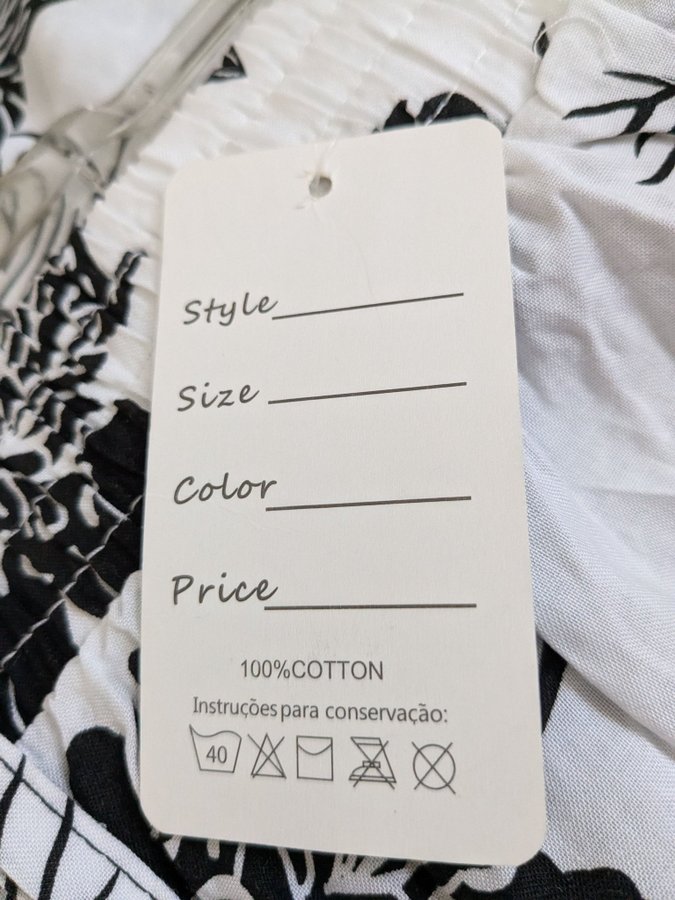 Style
Size
Color
Price
100%COTTON
Instruções para conservação:
40